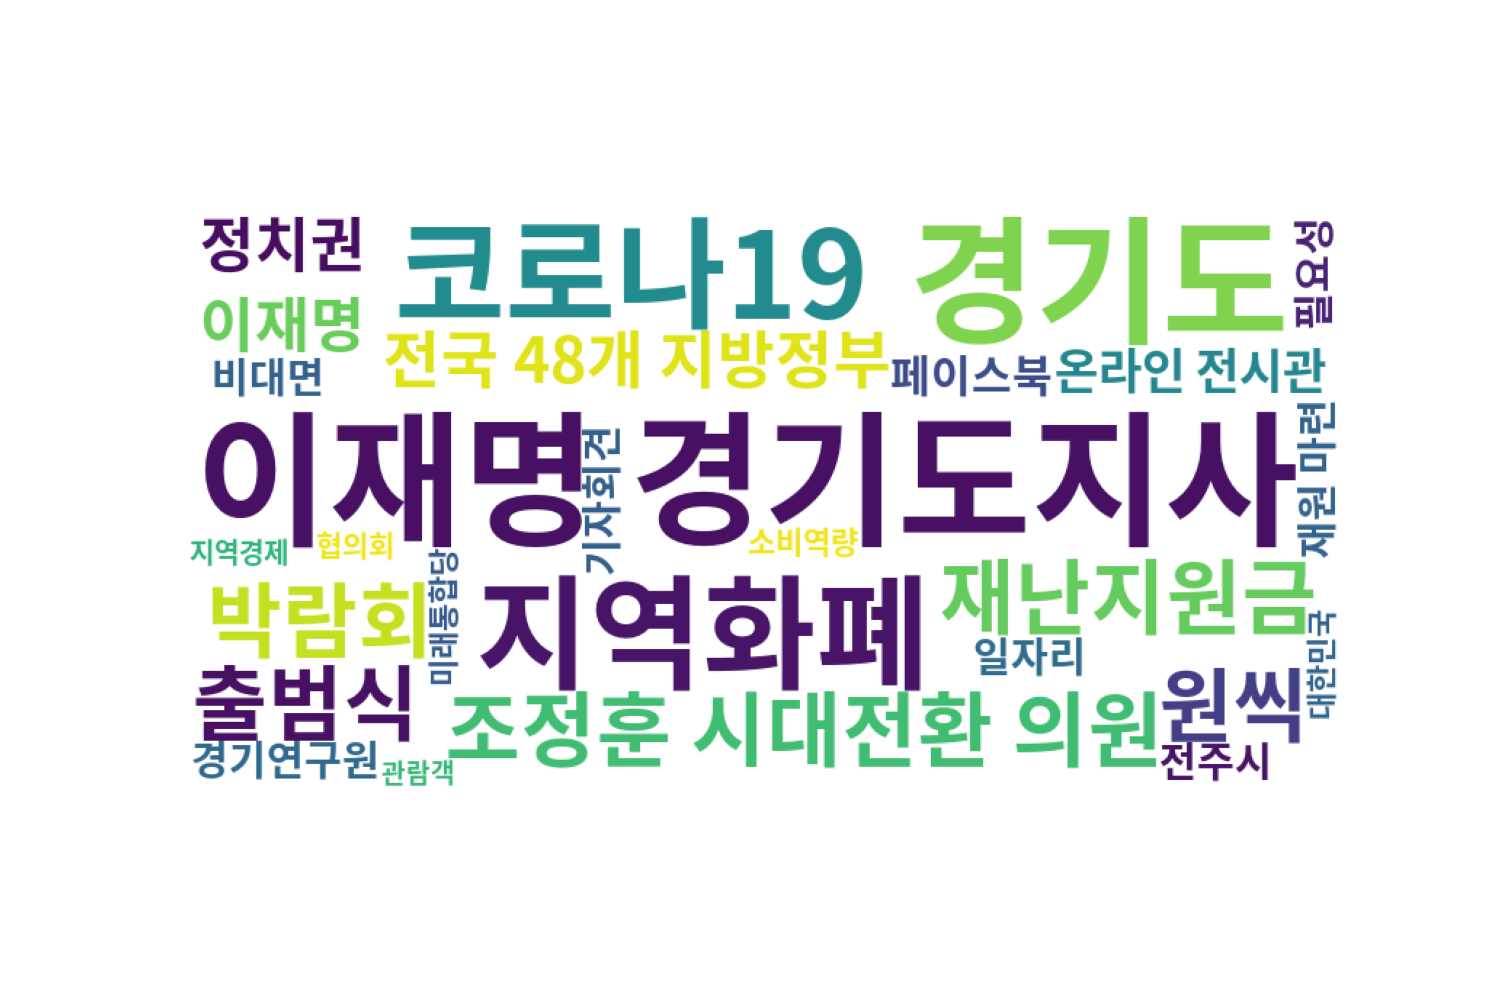 정치권
코로나19
경기도
필요성
이재명
전국 48개 지방정부
비대면
페이스북
온라인 전시관
이재명 경기도지사
기자회견
재원 마련
지역경제
협의회
소비역량
미래통합당
박람회
지역화폐
재난지원금
일자리
대한민국
출범식
조정훈 시대전환 의원
원씩
경기연구원
관람객
전주시